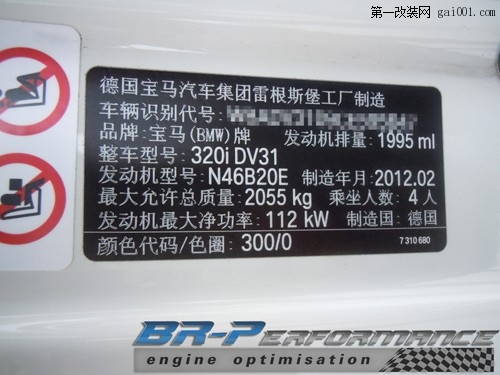 第一改装网 gai001.com
德国宝马汽车集团雷根斯堡工厂制造
车辆识别代号:
品牌:宝马(BMW)牌 发动机排量:1995 ml
整车型号:320i DV31
发动机型号:N46B20E 制造年月:2012.02
最大允许总质量:2055 kg 乘坐人数:4人
发动机最大净功率:112 kW 制造国:德国
颜色代码/色圈:300/0 7 310 680
BR-Performance
engine optimisation